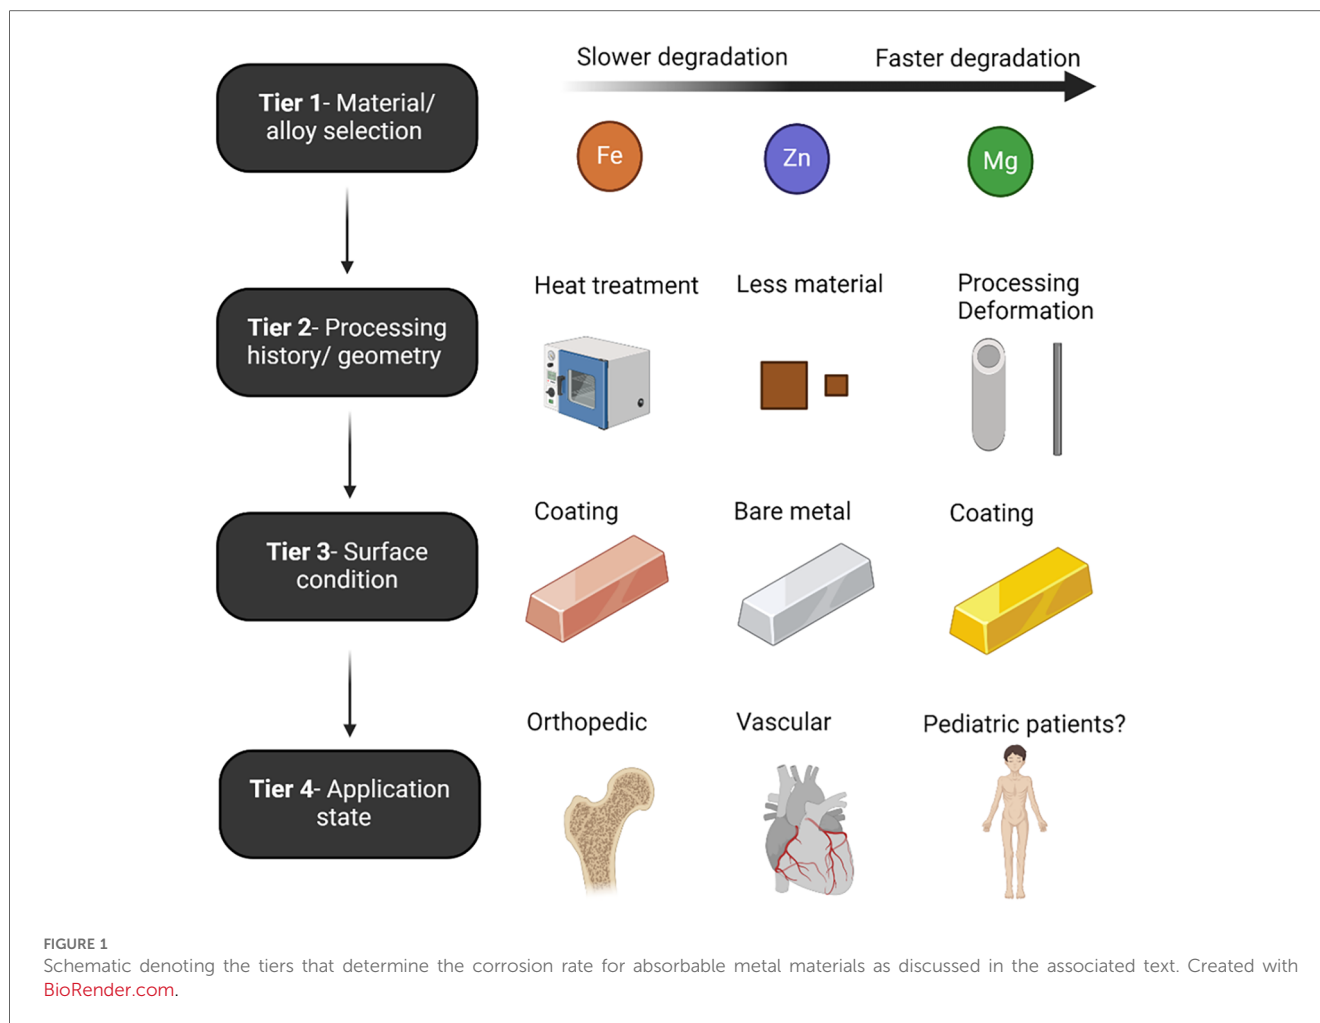 Slower degradation
Faster degradation
Tier 1- Material/
alloy selection
Fe
Zn
Mg
Tier 2- Processing
history/ geometry
Heat treatment
Less material
Processing
Deformation
Tier 3- Surface
condition
Coating
Bare metal
Coating
Tier 4- Application
state
Orthopedic
Vascular
Pediatric patients?
FIGURE 1
Schematic denoting the tiers that determine the corrosion rate for absorbable metal materials as discussed in the associated text. Created with
BioRender.com.